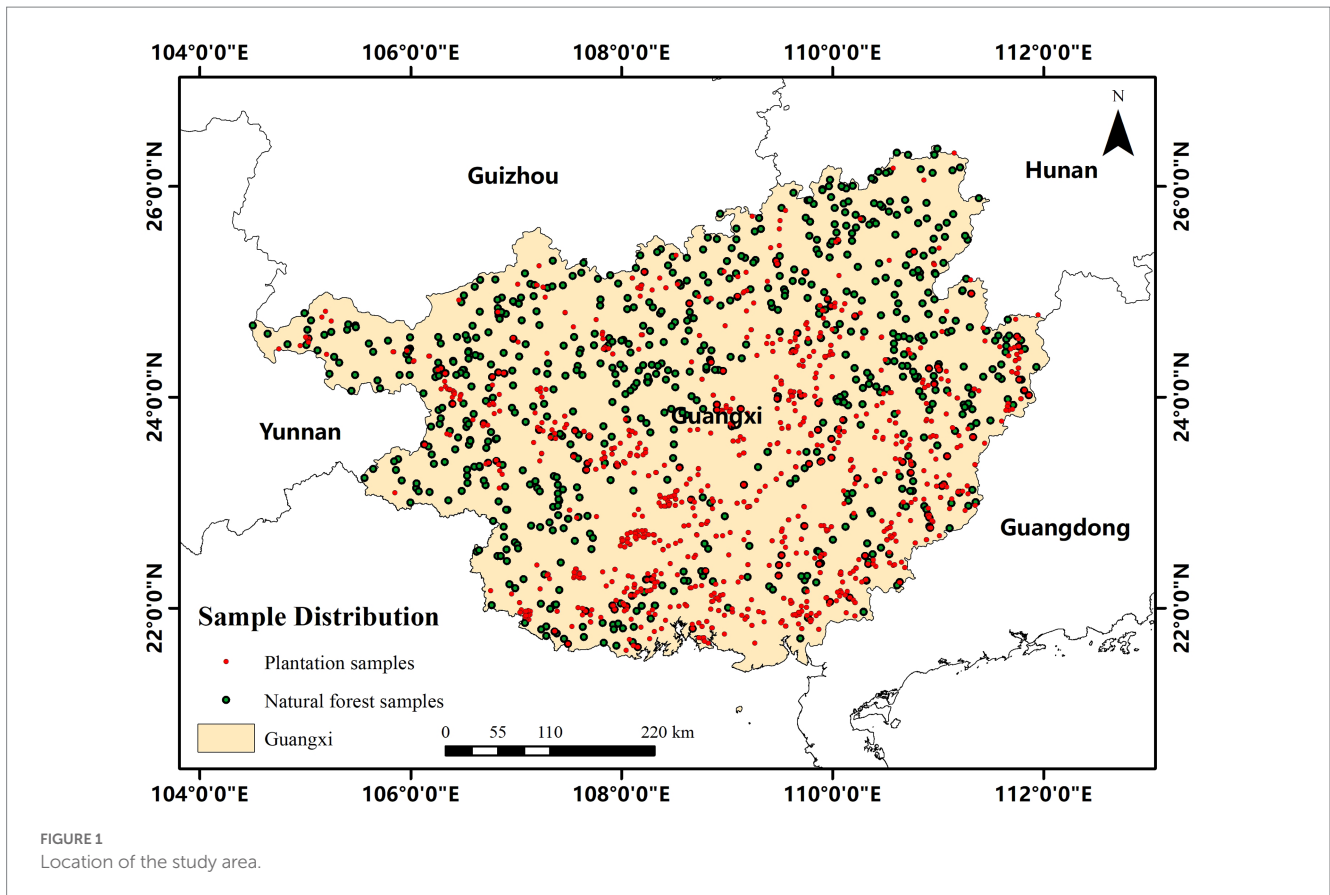 104°0'0"E 106°0'0"E 108°0'0"E 110°0'0"E 112°0'0"E
N
26°0'0"N
26°0'0"N
Guizhou
Hunan
24°0'0"N
24°0'0"N
Guangxi
Yunnan
Guangdong
22°0'0"N
22°0'0"N
Sample Distribution
Plantation samples
Natural forest samples
Guangxi
0 55 110 220 km
104°0'0"E 106°0'0"E 108°0'0"E 110°0'0"E 112°0'0"E
FIGURE 1
Location of the study area.